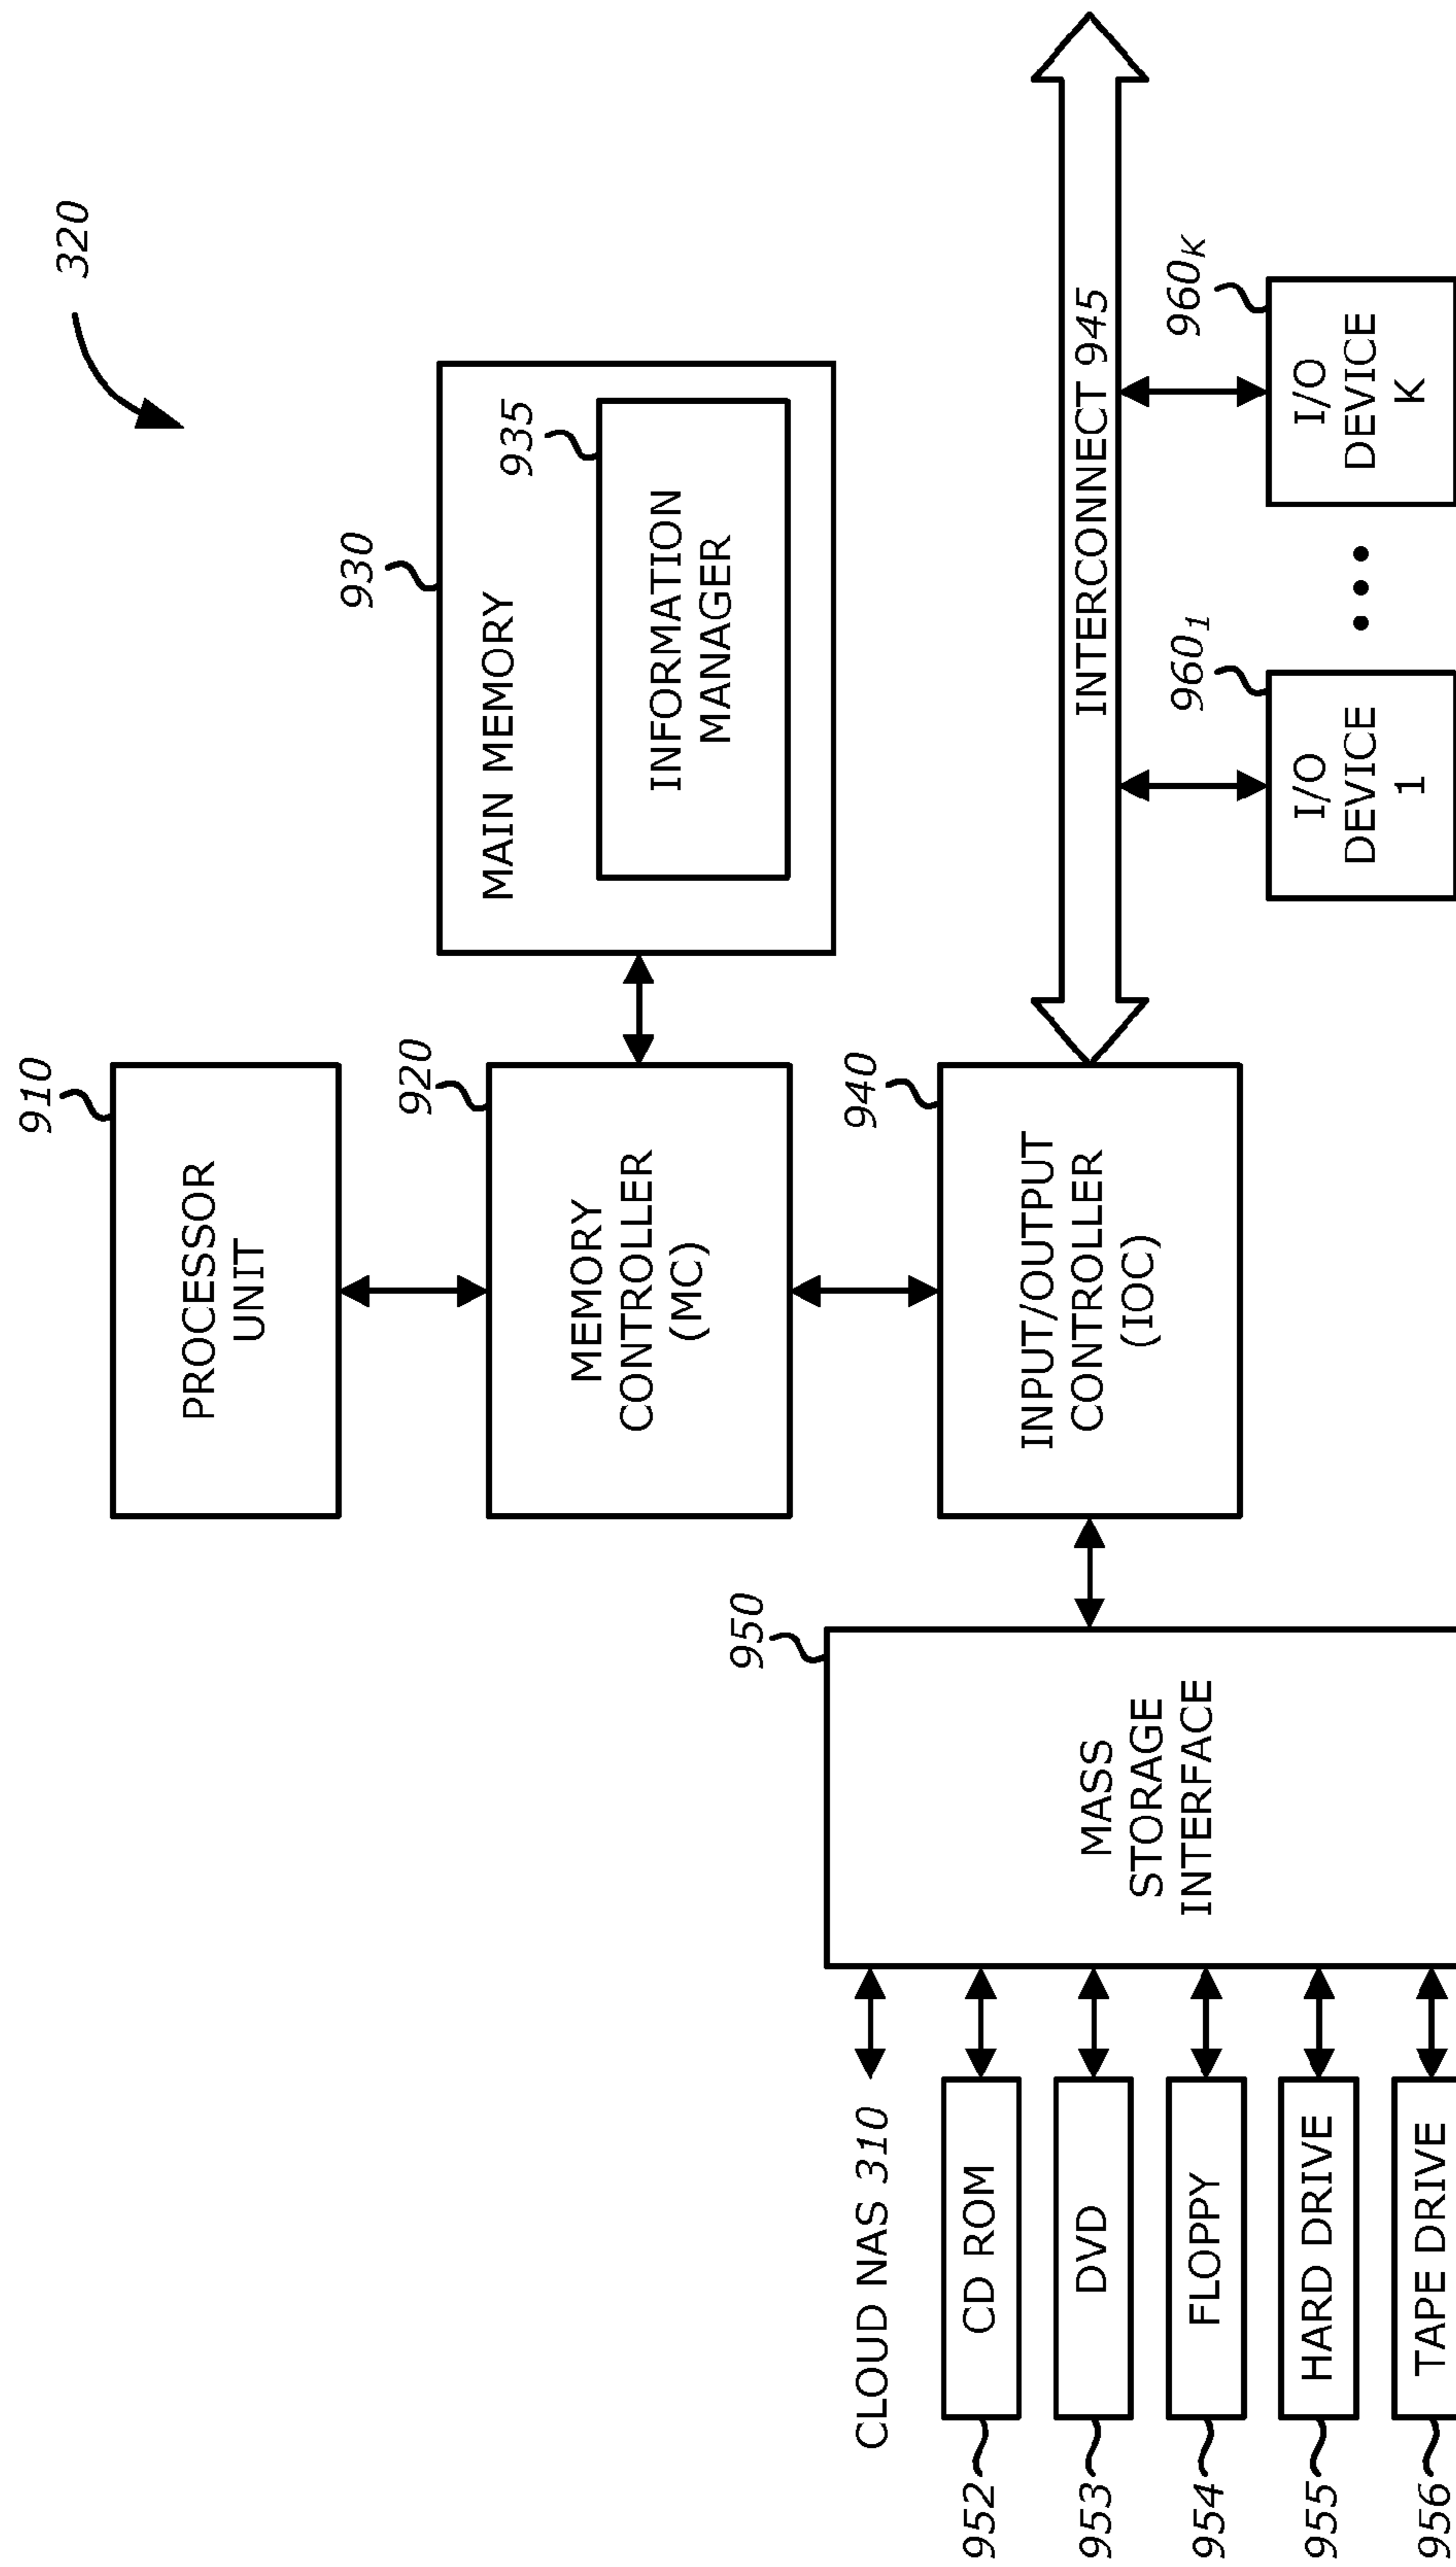 320
910
PROCESSOR
UNIT
930
920
MEMORY
CONTROLLER
(MC)
MAIN MEMORY
935
INFORMATION
MANAGER
950
940
CLOUD NAS 310
952
CD ROM
953
DVD
954
FLOPPY
955
HARD DRIVE
956
TAPE DRIVE
MASS
STORAGE
INTERFACE
INPUT/OUTPUT
CONTROLLER
(IOC)
INTERCONNECT 945
960₁
I/O
DEVICE
1
960K
I/O
DEVICE
K